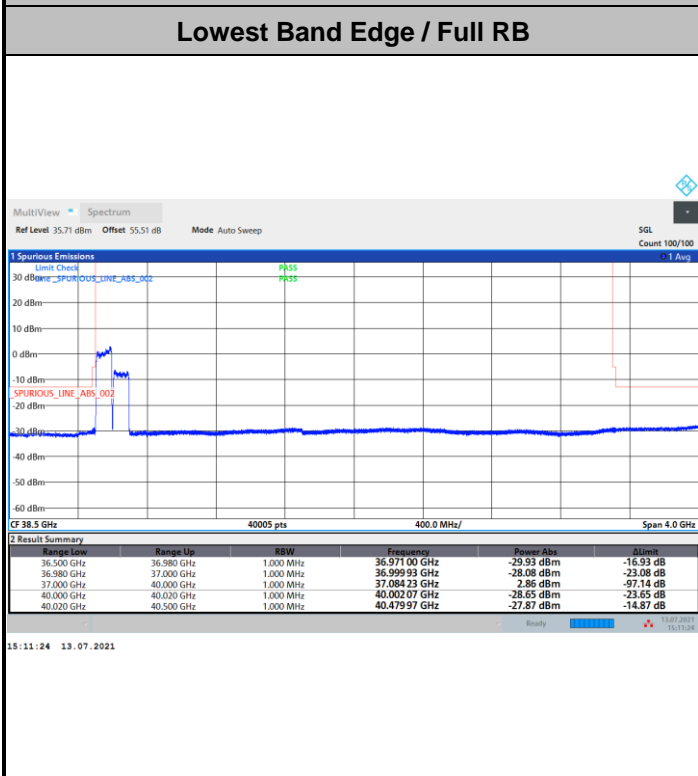 Lowest Band Edge / Full RB
MultiView Spectrum
Ref Level 35.71 dBm Offset 55.51 dB Mode Auto Sweep SGL
Count 100/100
1 Spurious Emissions 1 Avg
Limit Check PASS
30 dBm Line _SPURIOUS_LINE_ABS_002 PASS
20 dBm
10 dBm
0 dBm
-10 dBm
_SPURIOUS_LINE_ABS_002
-20 dBm
-30 dBm
-40 dBm
-50 dBm
-60 dBm
CF 38.5 GHz 40005 pts 400.0 MHz/ Span 4.0 GHz
2 Result Summary
Range Low Range Up RBW Frequency Power Abs ΔLimit
36.500 GHz 36.980 GHz 1.000 MHz 36.971 00 GHz -29.93 dBm -16.93 dB
36.980 GHz 37.000 GHz 1.000 MHz 36.999 93 GHz -28.08 dBm -23.08 dB
37.000 GHz 40.000 GHz 1.000 MHz 37.084 23 GHz 2.86 dBm -97.14 dB
40.000 GHz 40.020 GHz 1.000 MHz 40.002 07 GHz -28.65 dBm -23.65 dB
40.020 GHz 40.500 GHz 1.000 MHz 40.479 97 GHz -27.87 dBm -14.87 dB
Ready 13.07.2021
15:11:24
15:11:24 13.07.2021